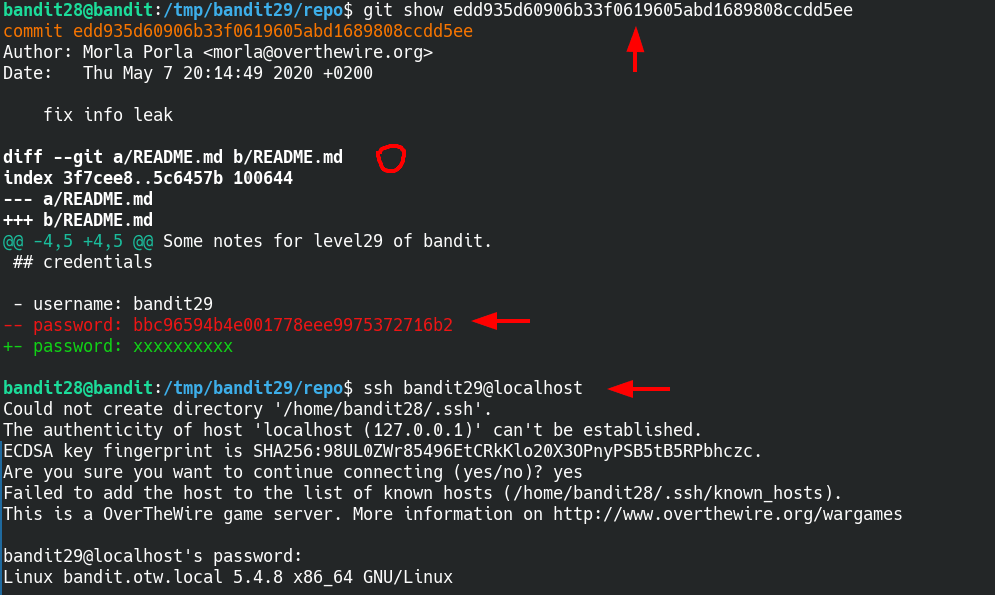 bandit28@bandit:/tmp/bandit29/repo$ git show edd935d60906b33f0619605abd1689808ccdd5ee
commit edd935d60906b33f0619605abd1689808ccdd5ee
Author: Morla Porla <morla@overthewire.org>
Date:   Thu May 7 20:14:49 2020 +0200
    fix info leak
diff --git a/README.md b/README.md
index 3f7cee8..5c6457b 100644
--- a/README.md
+++ b/README.md
@@ -4,5 +4,5 @@ Some notes for level29 of bandit.
 ## credentials
 - username: bandit29
-- password: bbc96594b4e001778eee9975372716b2
+- password: xxxxxxxxxx
bandit28@bandit:/tmp/bandit29/repo$ ssh bandit29@localhost
Could not create directory '/home/bandit28/.ssh'.
The authenticity of host 'localhost (127.0.0.1)' can't be established.
ECDSA key fingerprint is SHA256:98UL0ZWr85496EtCRkKlo20X3OPnyPSB5tB5RPbhczc.
Are you sure you want to continue connecting (yes/no)? yes
Failed to add the host to the list of known hosts (/home/bandit28/.ssh/known_hosts).
This is a OverTheWire game server. More information on http://www.overthewire.org/wargames
bandit29@localhost's password:
Linux bandit.otw.local 5.4.8 x86_64 GNU/Linux